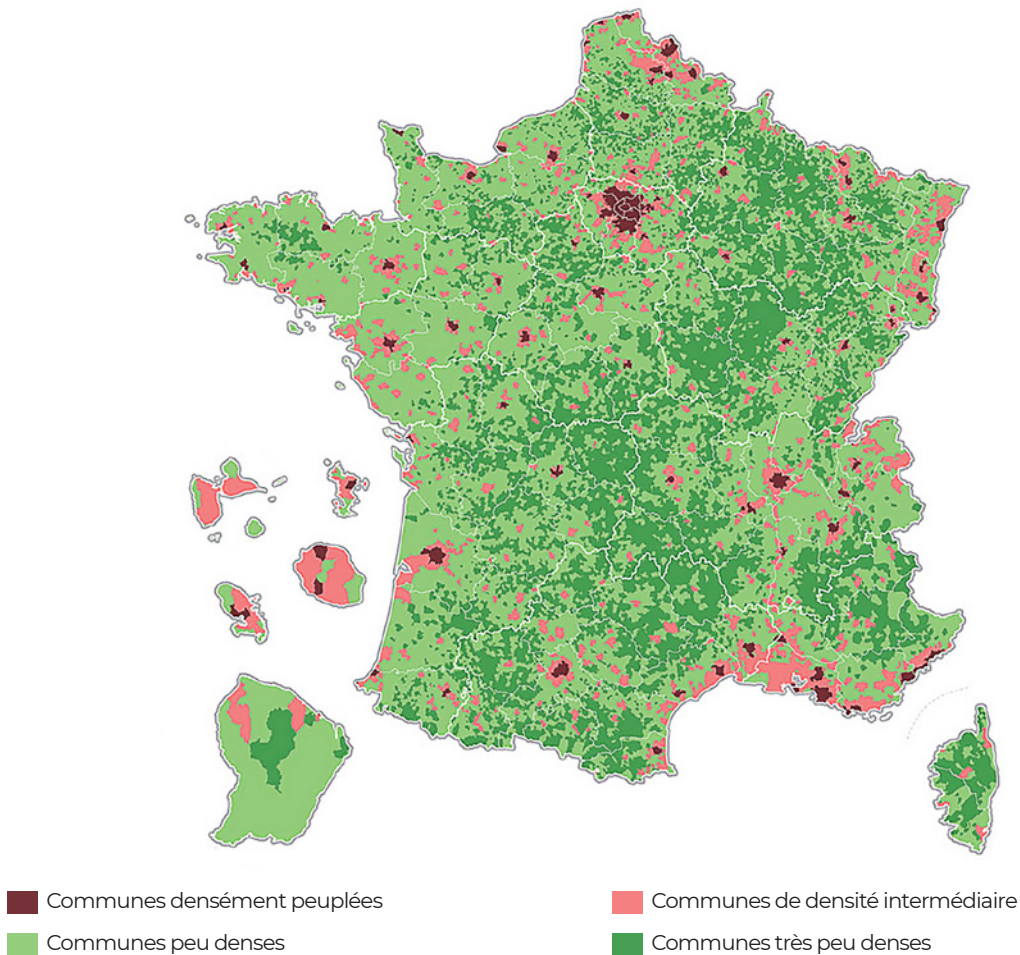 Communes densément peuplées
Communes de densité intermédiaire
Communes peu denses
Communes très peu denses